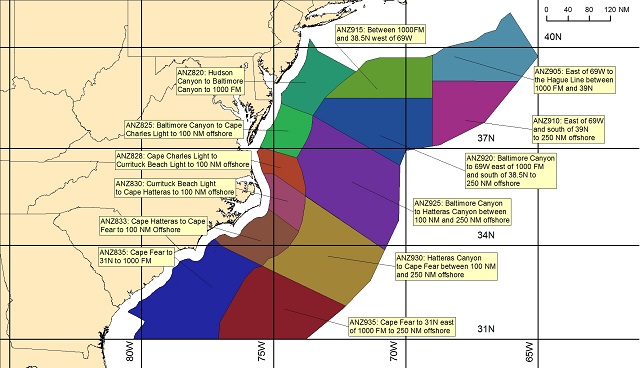 0 40 80 120 NM
ANZ915: Between 1000FM
and 38.5N west of 69W
40N
ANZ820: Hudson
Canyon to Baltimore
Canyon to 1000 FM
ANZ905: East of 69W to
the Hague Line between
1000 FM and 39N
ANZ825: Baltimore Canyon to Cape
Charles Light to 100 NM offshore
ANZ910: East of 69W
and south of 39N
to 250 NM offshore
37N
ANZ828: Cape Charles Light to
Currituck Beach Light to 100 NM offshore
ANZ920: Baltimore Canyon
to 69W east of 1000 FM
and south of 38.5N to
250 NM offshore
ANZ830: Currituck Beach Light
to Cape Hatteras to 100 NM offshore
ANZ925: Baltimore Canyon
to Hatteras Canyon between
100 NM and 250 NM offshore
ANZ833: Cape Hatteras to Cape
Fear to 100 NM Offshore
34N
ANZ835: Cape Fear to
31N to 1000 FM
ANZ930: Hatteras Canyon
to Cape Fear between 100 NM
and 250 NM offshore
ANZ935: Cape Fear to 31N east
of 1000 FM to 250 NM offshore
31N
80W
75W
70W
65W